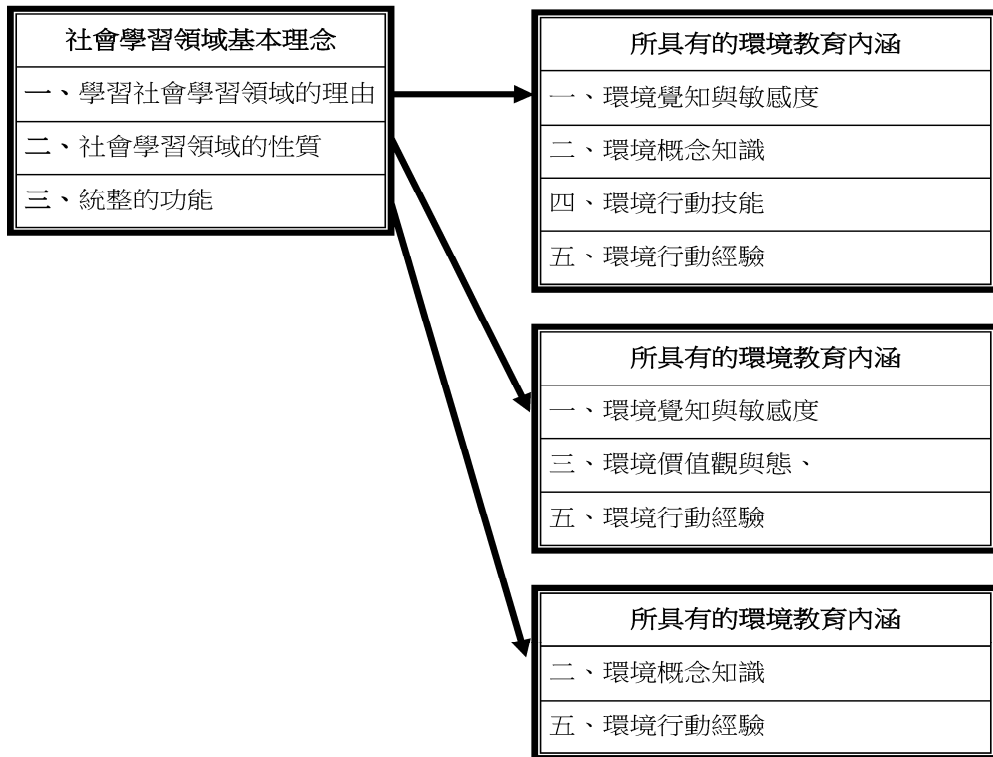 社會學習領域基本理念
一、學習社會學習領域的理由
二、社會學習領域的性質
三、統整的功能
所具有的環境教育內涵
一、環境覺知與敏感度
二、環境概念知識
四、環境行動技能
五、環境行動經驗
所具有的環境教育內涵
一、環境覺知與敏感度
三、環境價值觀與態、
五、環境行動經驗
所具有的環境教育內涵
二、環境概念知識
五、環境行動經驗